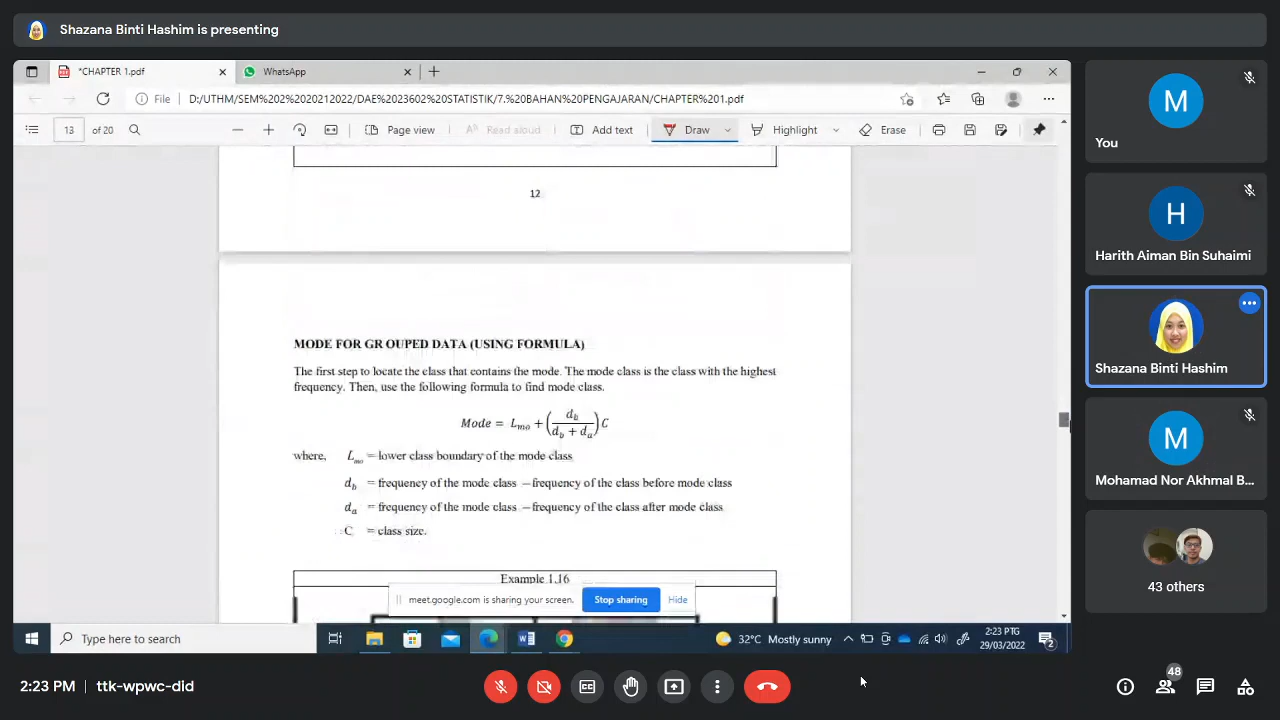 Shazana Binti Hashim is presenting
*CHAPTER 1.pdf
WhatsApp
File
D:/UTHM/SEM%202%2020212022/DAE%2023602%20STATISTIK/7.%20BAHAN%20PENGAJARAN/CHAPTER%201.pdf
13 of 20
Page view
Read aloud
Add text
Draw
Highlight
Erase
12
MODE FOR GR OUPED DATA (USING FORMULA)
The first step to locate the class that contains the mode. The mode class is the class with the highest
frequency. Then, use the following formula to find mode class.
Mode = L_mo + (d_b / (d_b + d_a)) C
where, L_mo = lower class boundary of the mode class
d_b = frequency of the mode class – frequency of the class before mode class
d_a = frequency of the mode class – frequency of the class after mode class
C = class size.
Example 1.16
meet.google.com is sharing your screen.
Stop sharing
Hide
Type here to search
32°C Mostly sunny
2:23 PTG
29/03/2022
2
M
You
H
Harith Aiman Bin Suhaimi
Shazana Binti Hashim
M
Mohamad Nor Akhmal B...
43 others
2:23 PM | ttk-wpwc-did
48